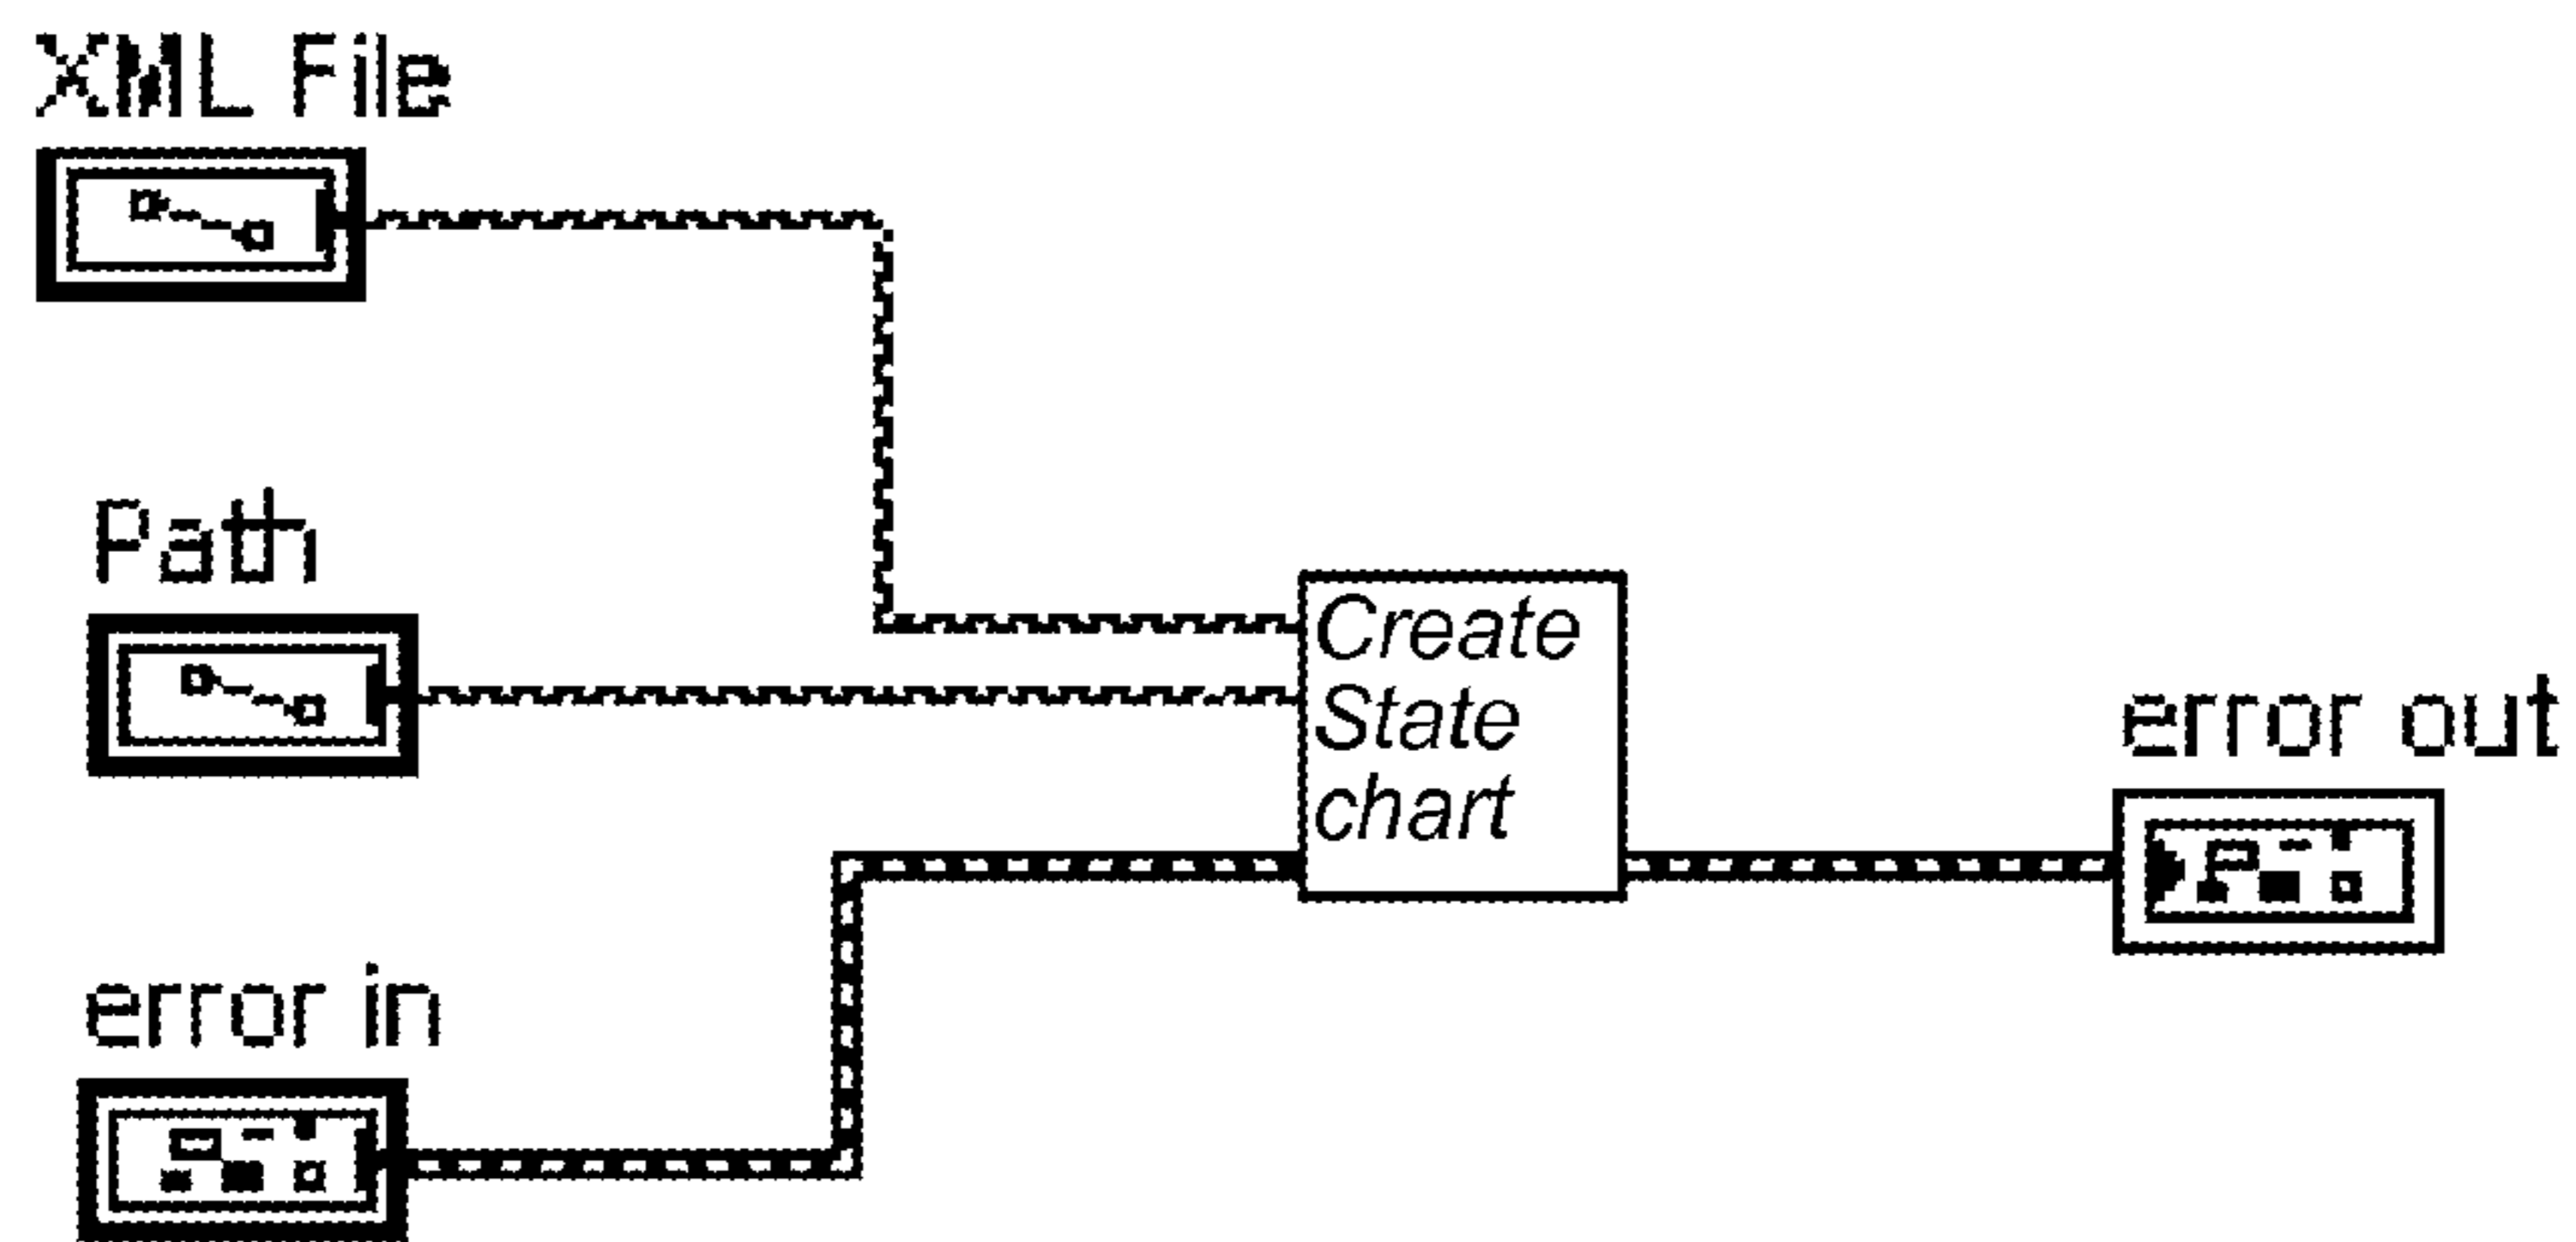 XML File
Path
Create
State
chart
error out
error in